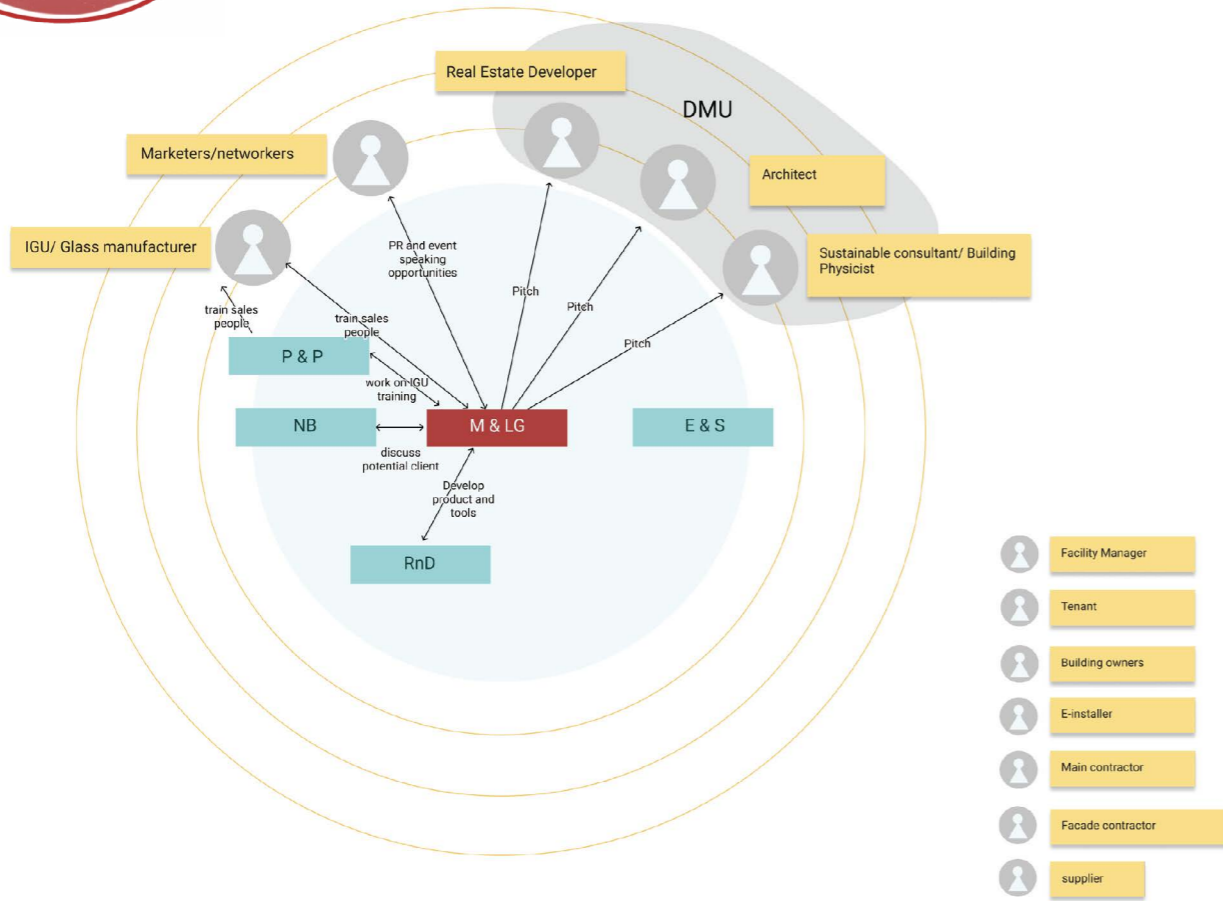 Real Estate Developer
DMU
Marketers/networkers
Architect
IGU/ Glass manufacturer
Sustainable consultant/ Building
Physicist
PR and event
speaking
opportunities
Pitch
Pitch
Pitch
train sales
people
train sales
people
P & P
work on IGU
training
NB
M & LG
E & S
discuss
potential client
Develop
product and
tools
RnD
Facility Manager
Tenant
Building owners
E-installer
Main contractor
Facade contractor
supplier